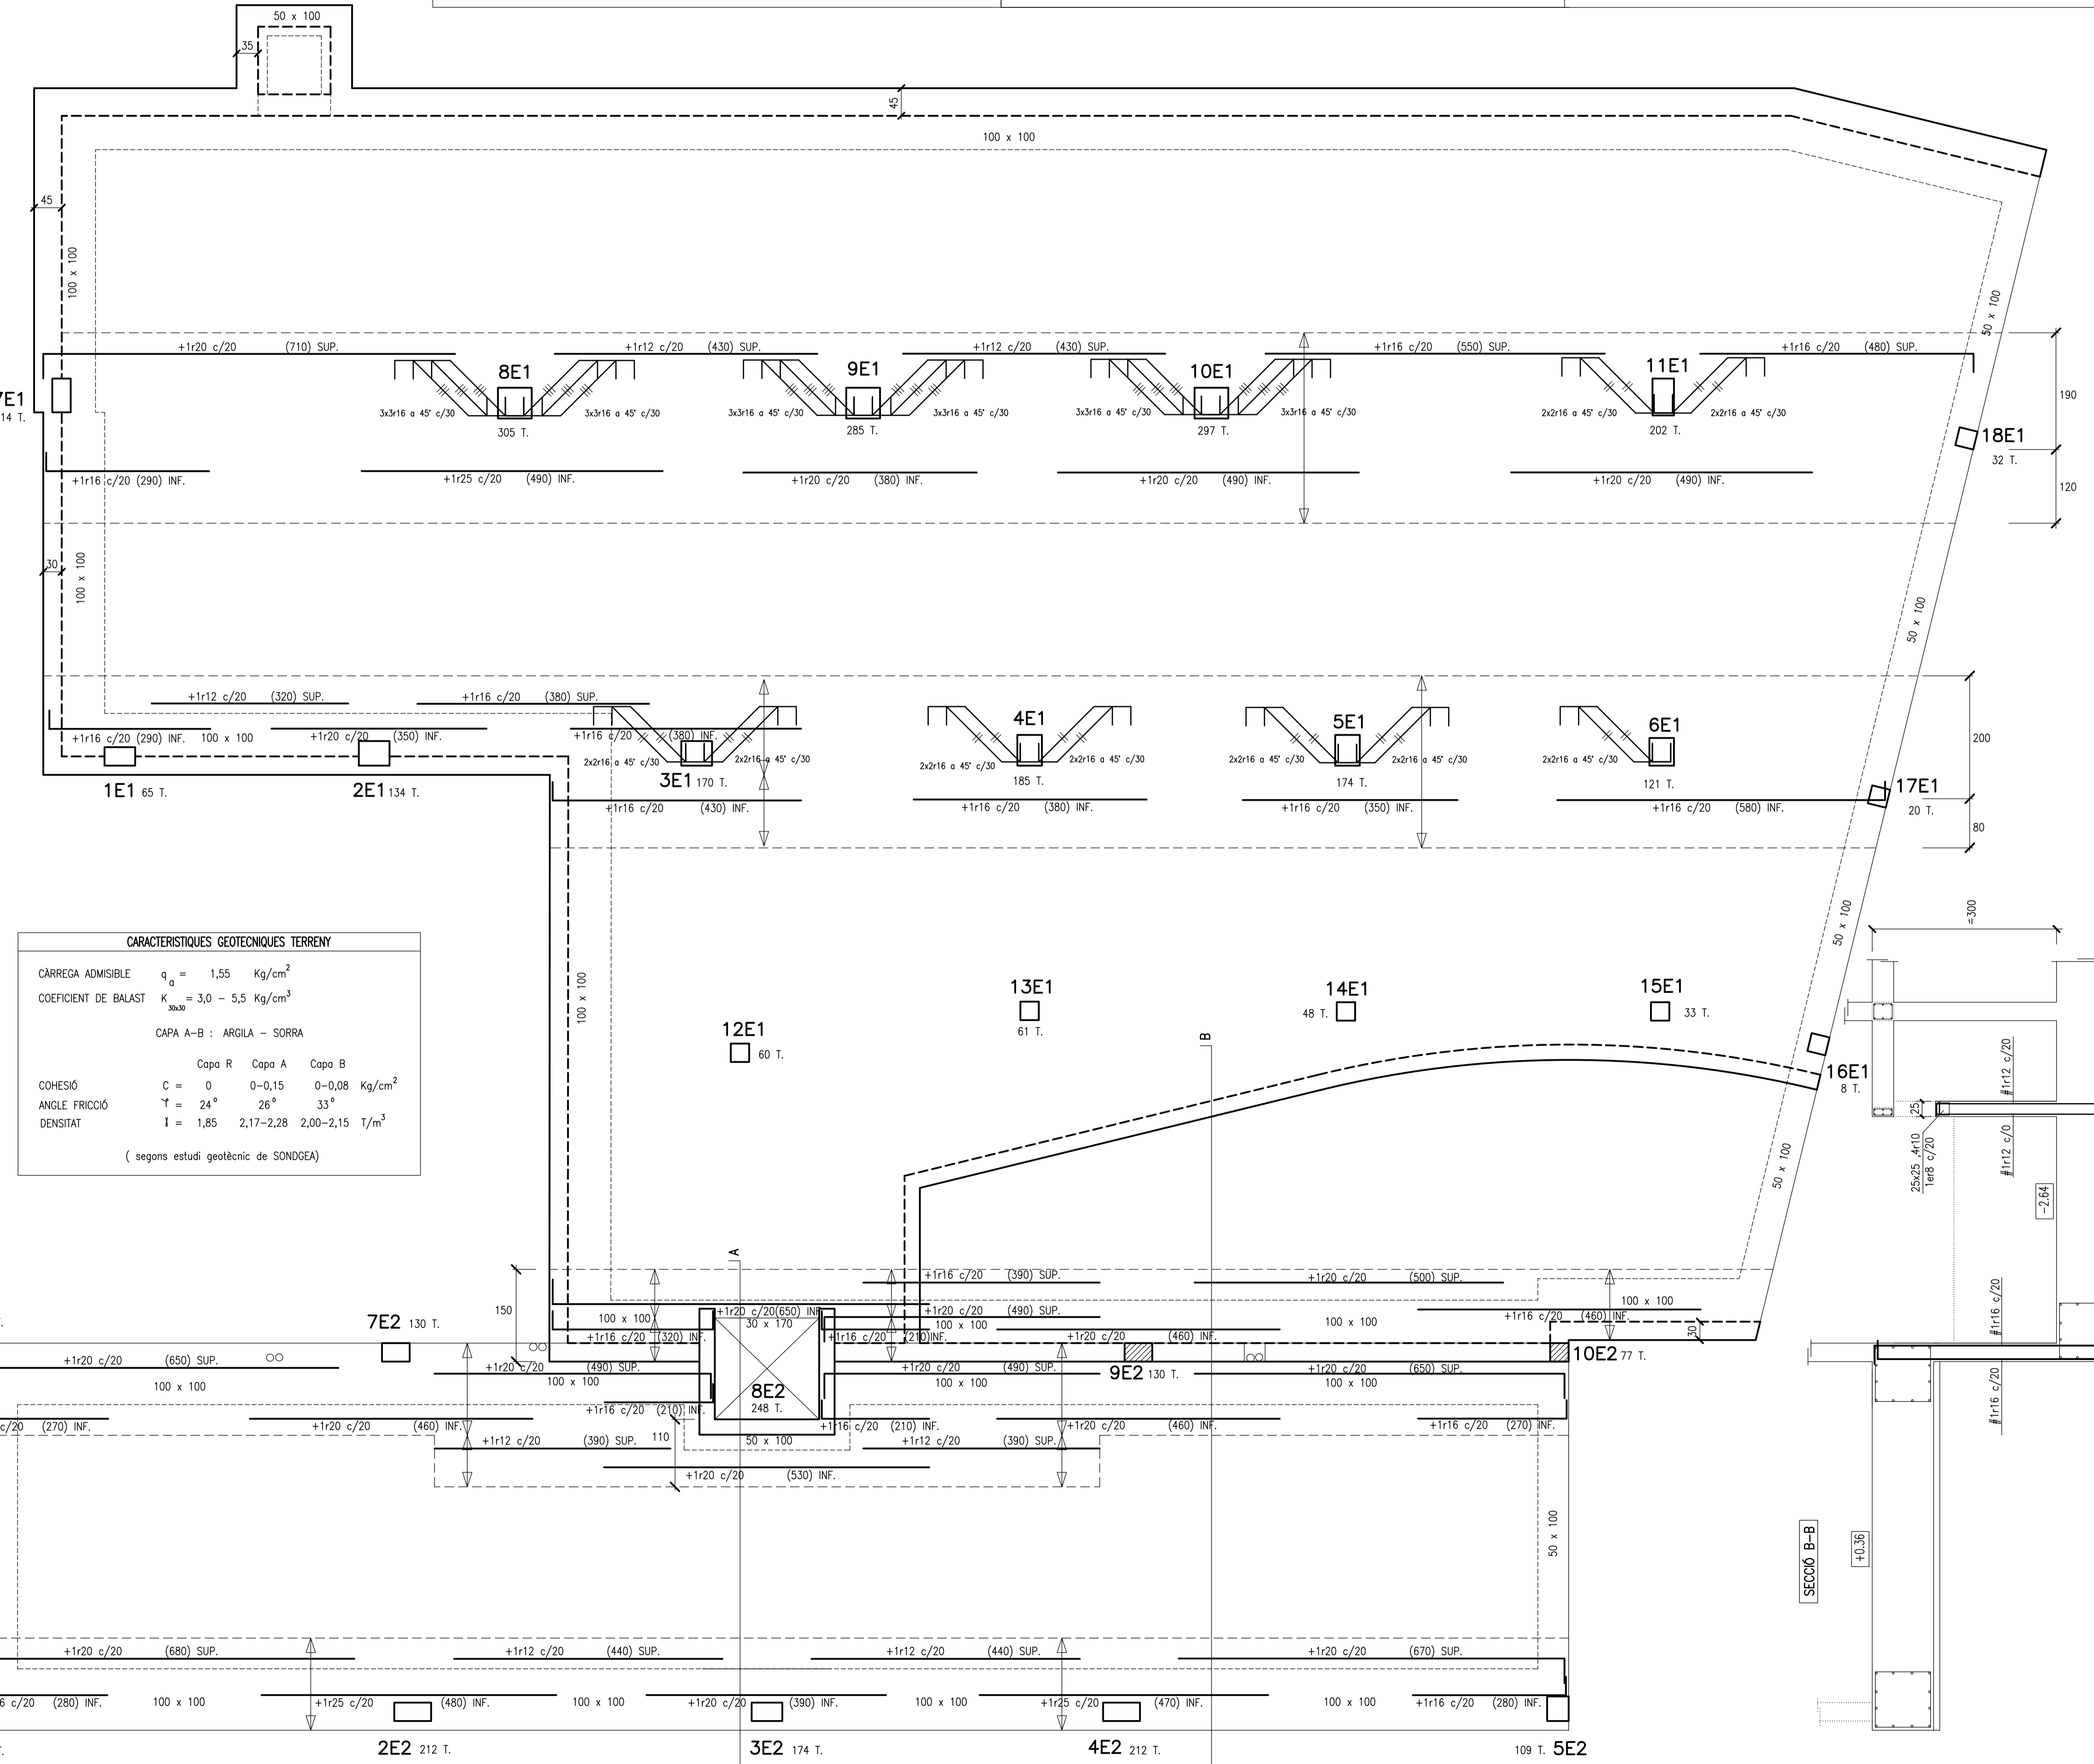 50 x 100
35
45
100 x 100
45
100 x 100
50 x 100
+1r20 c/20 (710) SUP.
+1r12 c/20 (430) SUP.
+1r12 c/20 (430) SUP.
+1r16 c/20 (550) SUP.
+1r16 c/20 (480) SUP.
7E1
14 T.
8E1
9E1
10E1
11E1
190
3x3r16 a 45° c/30
3x3r16 a 45° c/30
3x3r16 a 45° c/30
3x3r16 a 45° c/30
3x3r16 a 45° c/30
3x3r16 a 45° c/30
2x2r16 a 45° c/30
2x2r16 a 45° c/30
305 T.
285 T.
297 T.
202 T.
18E1
32 T.
+1r16 c/20 (290) INF.
+1r25 c/20 (490) INF.
+1r20 c/20 (380) INF.
+1r20 c/20 (490) INF.
+1r20 c/20 (490) INF.
120
30
100 x 100
50 x 100
+1r12 c/20 (320) SUP.
+1r16 c/20 (380) SUP.
+1r16 c/20 (290) INF.
100 x 100
+1r20 c/20 (350) INF.
+1r16 c/20 (380) INF.
4E1
5E1
6E1
200
2x2r16 a 45° c/30
2x2r16 a 45° c/30
2x2r16 a 45° c/30
2x2r16 a 45° c/30
2x2r16 a 45° c/30
2x2r16 a 45° c/30
2x2r16 a 45° c/30
1E1 65 T.
2E1 134 T.
3E1 170 T.
185 T.
174 T.
121 T.
17E1
20 T.
+1r16 c/20 (430) INF.
+1r16 c/20 (380) INF.
+1r16 c/20 (350) INF.
+1r16 c/20 (580) INF.
80
CARACTERISTIQUES GEOTECNIQUES TERRENY
CÀRREGA ADMISIBLE q a = 1,55 Kg/cm2
COEFICIENT DE BALAST K 30x30 = 3,0 - 5,5 Kg/cm3
CAPA A-B : ARGILA - SORRA
Capa R Capa A Capa B
COHESIÓ C = 0 0-0,15 0-0,08 Kg/cm2
ANGLE FRICCIÓ = 24° 26° 33°
DENSITAT = 1,85 2,17-2,28 2,00-2,15 T/m3
( segons estudi geotècnic de SONDGEA)
100 x 100
50 x 100
=300
12E1
60 T.
13E1
61 T.
14E1
48 T.
15E1
33 T.
16E1
8 T.
B
A
50 x 100
25
25x25 ,4r10
1er8 c/20
#1r12 c/20
#1r12 c/0
-2.64
150
+1r16 c/20 (390) SUP.
+1r20 c/20 (500) SUP.
+1r20 c/20(650) INF
+1r20 c/20 (490) SUP.
100 x 100
30 x 170
100 x 100
100 x 100
+1r16 c/20 (460) INF.
100 x 100
30
7E2 130 T.
+1r16 c/20 (320) INF.
+1r16 c/20 (210)INF.
+1r20 c/20 (460) INF.
T.
+1r20 c/20 (650) SUP.
+1r20 c/20 (490) SUP.
+1r20 c/20 (490) SUP.
9E2 130 T.
+1r20 c/20 (650) SUP.
10E2 77 T.
100 x 100
100 x 100
8E2
248 T.
100 x 100
100 x 100
+1r16 c/20 (210) INF.
c/20 (270) INF.
+1r20 c/20 (460) INF.
110
+1r16 c/20 (210) INF.
+1r20 c/20 (460) INF.
+1r16 c/20 (270) INF.
+1r12 c/20 (390) SUP.
50 x 100
+1r12 c/20 (390) SUP.
+1r20 c/20 (530) INF.
50 x 100
#1r16 c/20
#1r16 c/20
SECCIÓ B-B
+0.36
+1r20 c/20 (680) SUP.
+1r12 c/20 (440) SUP.
+1r12 c/20 (440) SUP.
+1r20 c/20 (670) SUP.
6 c/20 (280) INF.
100 x 100
+1r25 c/20 (480) INF.
100 x 100
+1r20 c/20 (390) INF.
100 x 100
+1r25 c/20 (470) INF.
100 x 100
+1r16 c/20 (280) INF.
T.
2E2 212 T.
3E2 174 T.
4E2 212 T.
109 T. 5E2